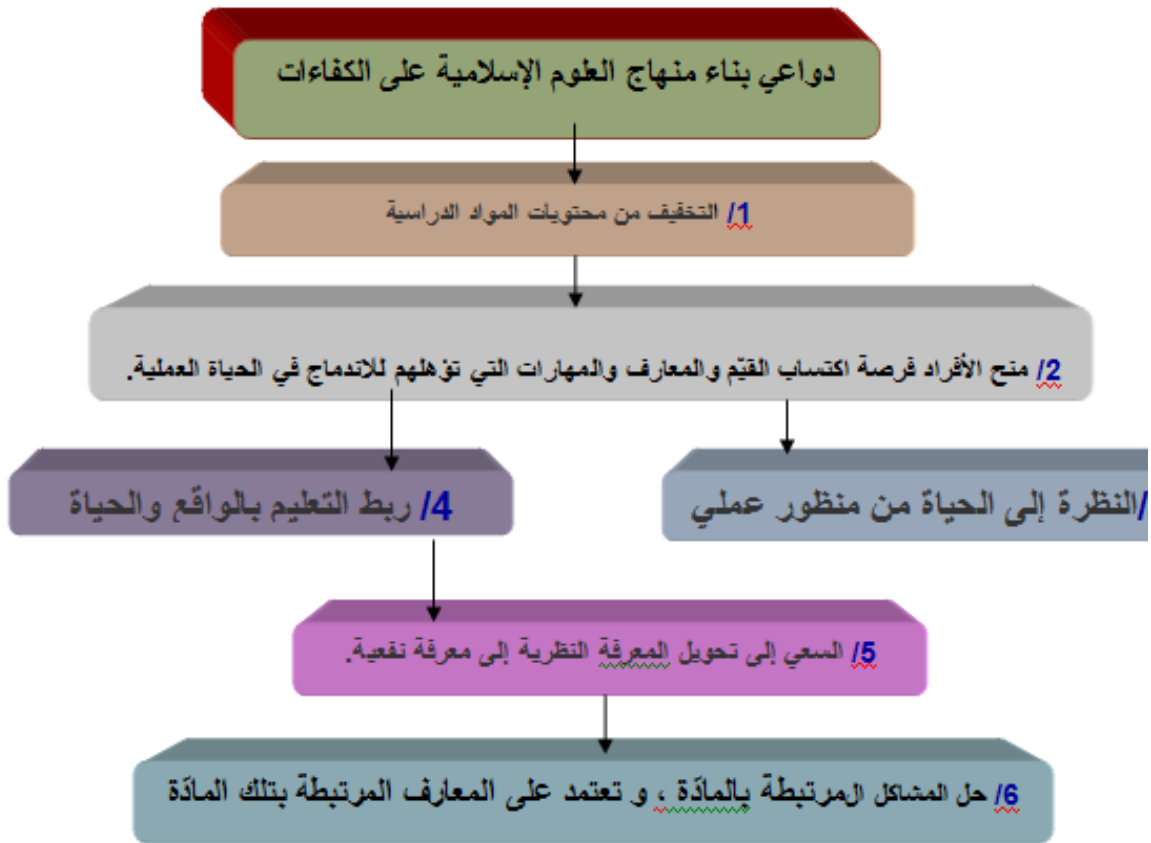 دواعي بناء منهاج العلوم الإسلامية على الكفاءات
1/ التخفيف من محتويات المواد الدراسية
2/ منح الأفراد فرصة اكتساب القيّم والمعارف والمهارات التي تؤهلهم للاندماج في الحياة العملية.
/النظرة إلى الحياة من منظور عملي
4/ ربط التعليم بالواقع والحياة
5/ السعي إلى تحويل المعرفة النظرية إلى معرفة نفعية.
6/ حل المشاكل المرتبطة بالمادّة ، و تعتمد على المعارف المرتبطة بتلك المادّة